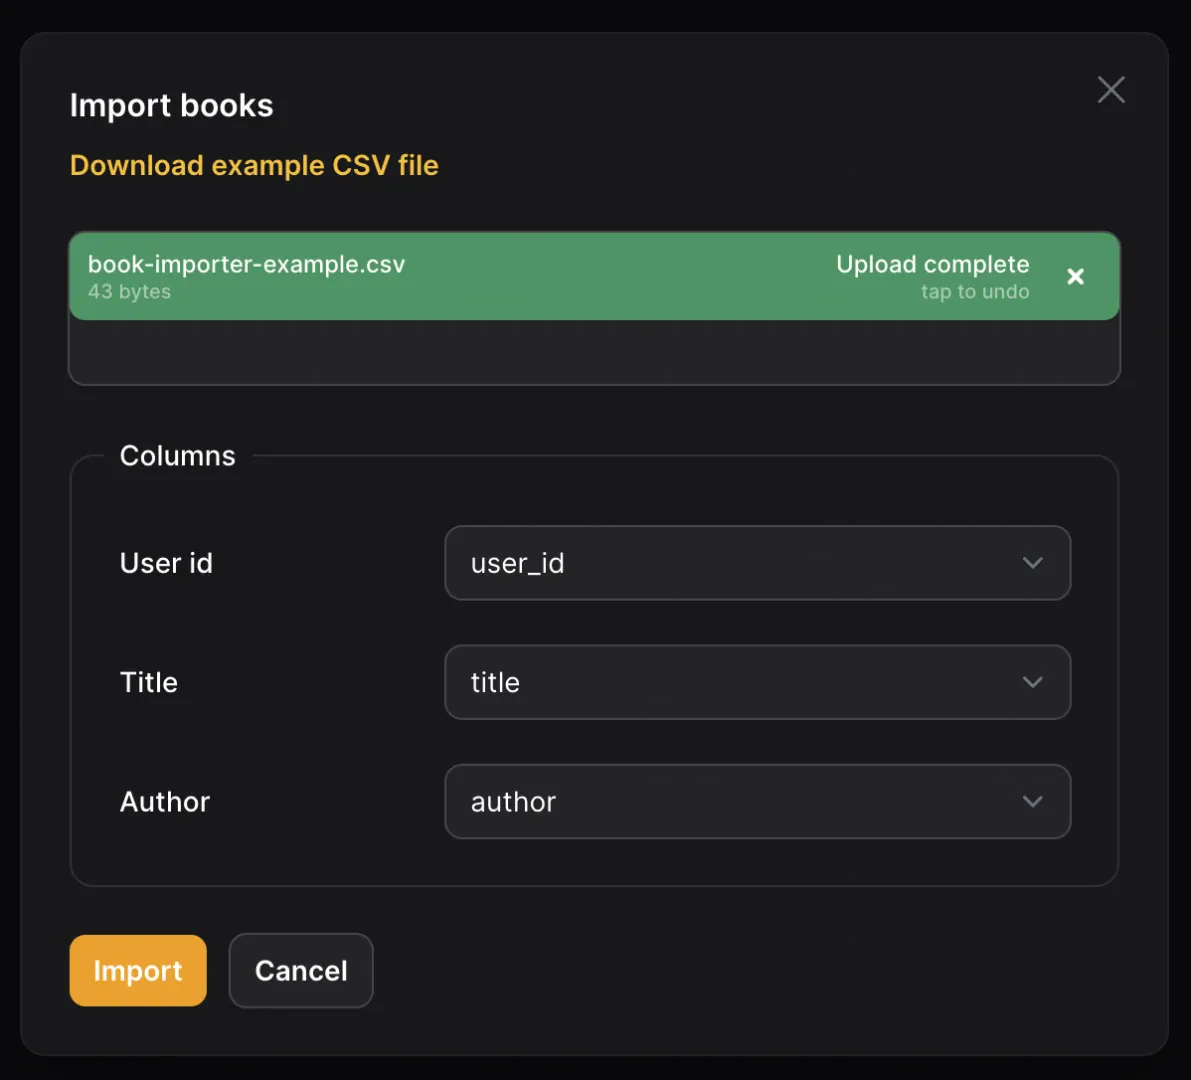 Import books
Download example CSV file
book-importer-example.csv
43 bytes
Upload complete
tap to undo
Columns
User id
user_id
Title
title
Author
author
Import
Cancel